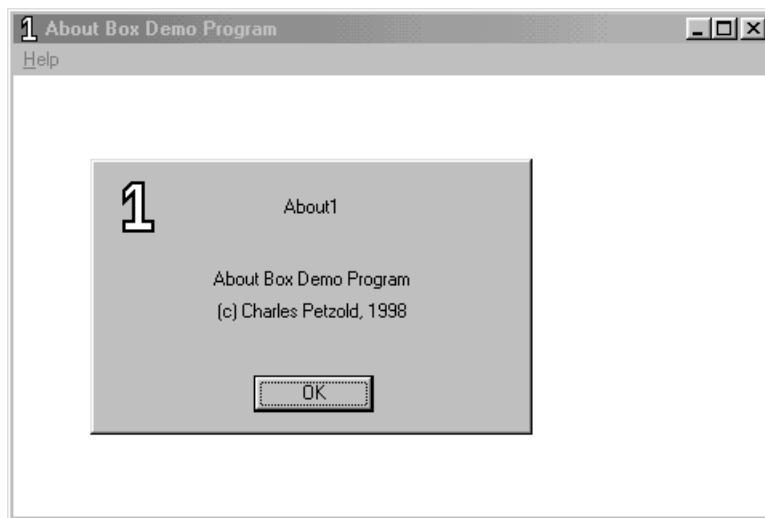 1 About Box Demo Program
Help
1 About1
About Box Demo Program
(c) Charles Petzold, 1998
OK